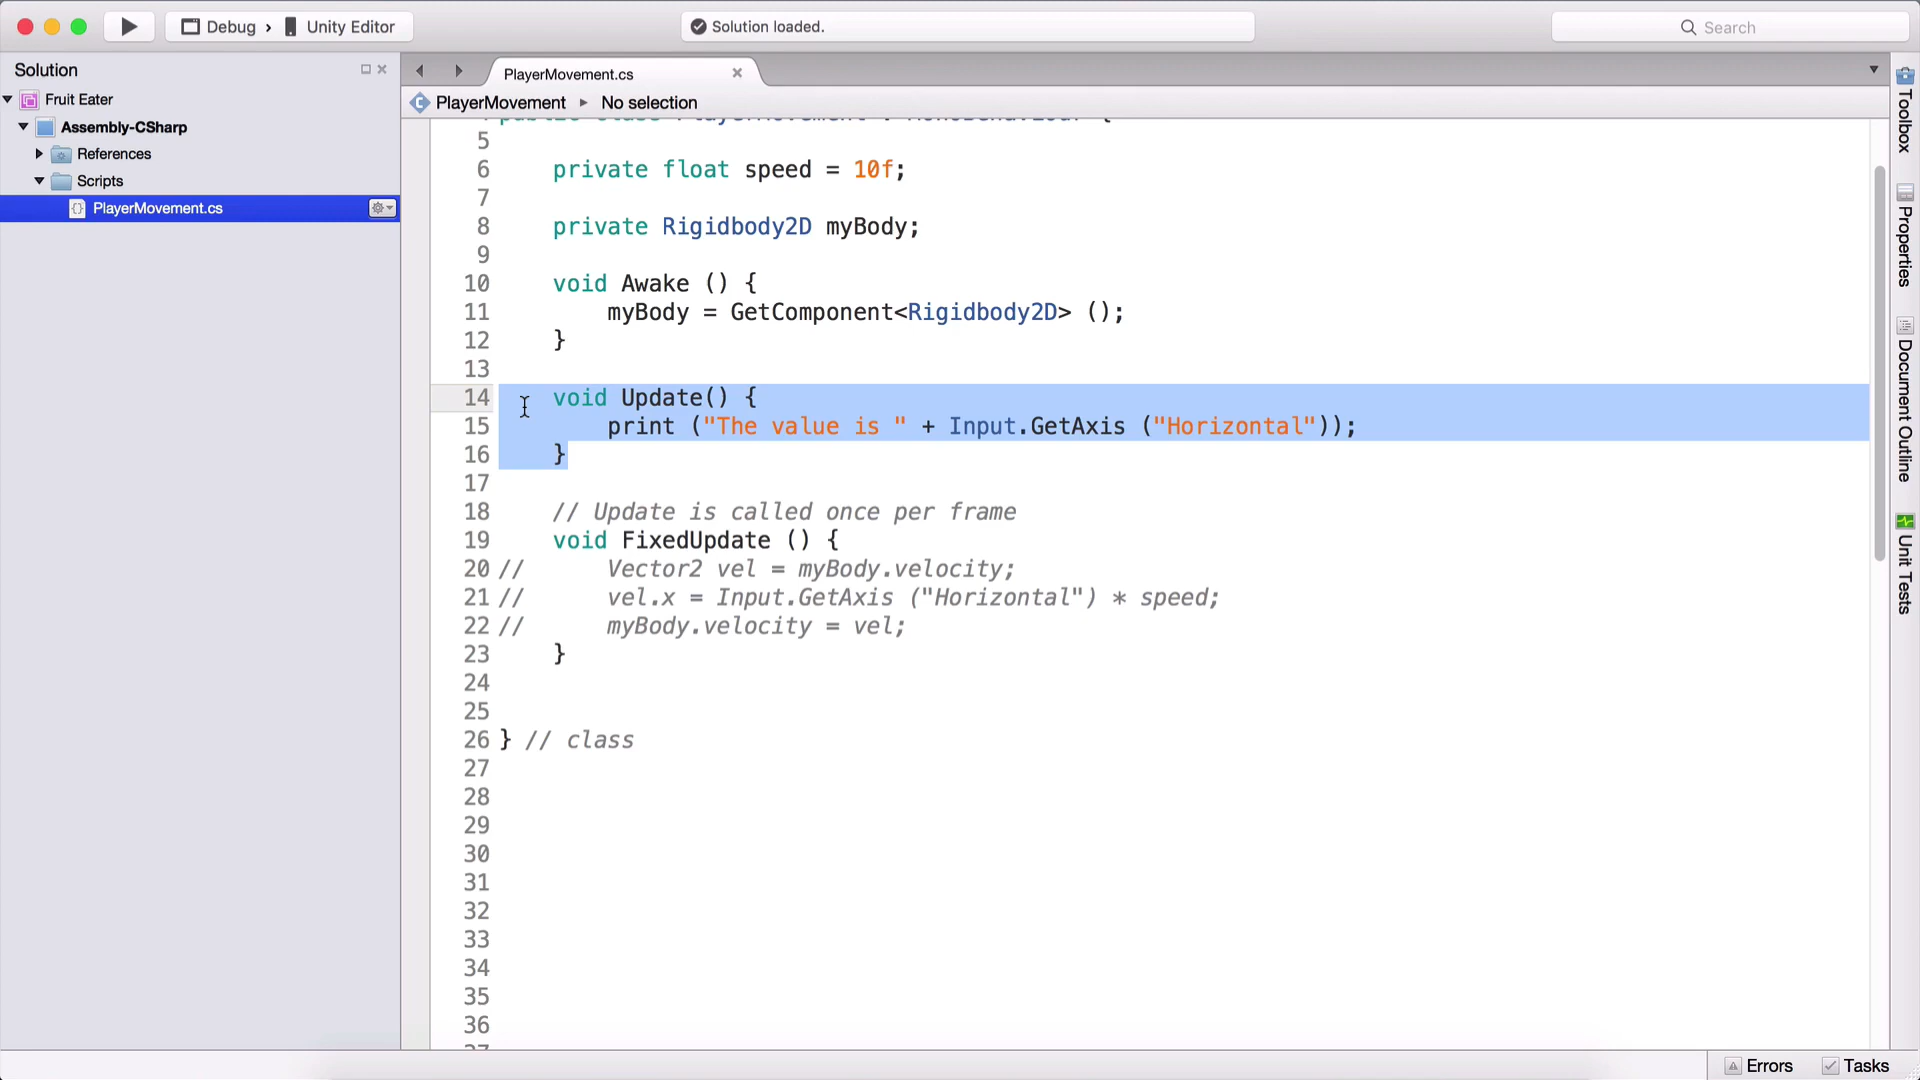 Debug › Unity Editor
Solution loaded.
Search
Solution
Fruit Eater
Assembly-CSharp
References
Scripts
PlayerMovement.cs
PlayerMovement.cs
PlayerMovement ▸ No selection
public class PlayerMovement : MonoBehaviour {
5
6 private float speed = 10f;
7
8 private Rigidbody2D myBody;
9
10 void Awake () {
11 myBody = GetComponent<Rigidbody2D> ();
12 }
13
14 void Update() {
15 print ("The value is " + Input.GetAxis ("Horizontal"));
16 }
17
18 // Update is called once per frame
19 void FixedUpdate () {
20 // Vector2 vel = myBody.velocity;
21 // vel.x = Input.GetAxis ("Horizontal") * speed;
22 // myBody.velocity = vel;
23 }
24
25
26 } // class
27
28
29
30
31
32
33
34
35
36
37
Toolbox
Properties
Document Outline
Unit Tests
Errors
Tasks